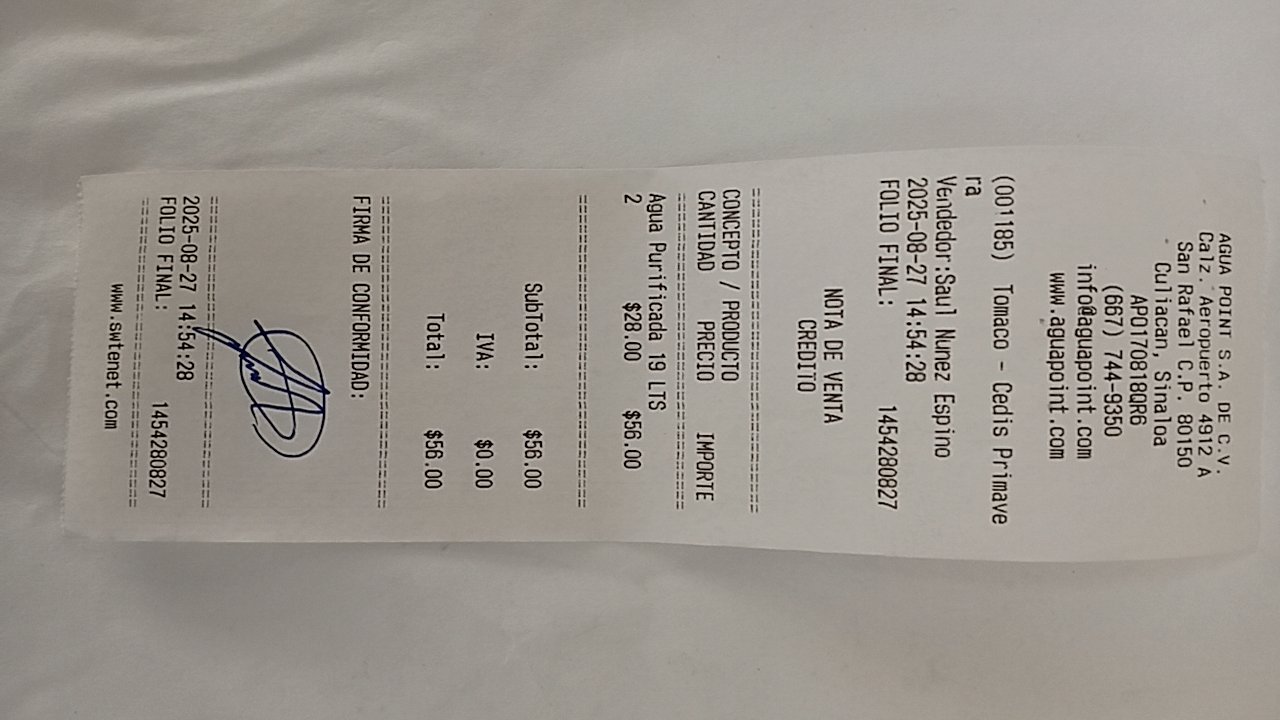 AGUA POINT S.A. DE C.V.
Calz. Aeropuerto 4912 A
San Rafael C.P. 80150
Culiacan, Sinaloa
APO170818QR6
(667) 744-9350
info@aguapoint.com
www.aguapoint.com
(001185) Tomaco - Cedis Primave
ra
Vendedor:Saul Nunez Espino
2025-08-27 14:54:28
FOLIO FINAL: 1454280827
NOTA DE VENTA
CREDITO
CONCEPTO / PRODUCTO
CANTIDAD PRECIO IMPORTE
Agua Purificada 19 LTS
2 $28.00 $56.00
SubTotal: $56.00
IVA: $0.00
Total: $56.00
FIRMA DE CONFORMIDAD:
2025-08-27 14:54:28
FOLIO FINAL: 1454280827
www.swtenet.com